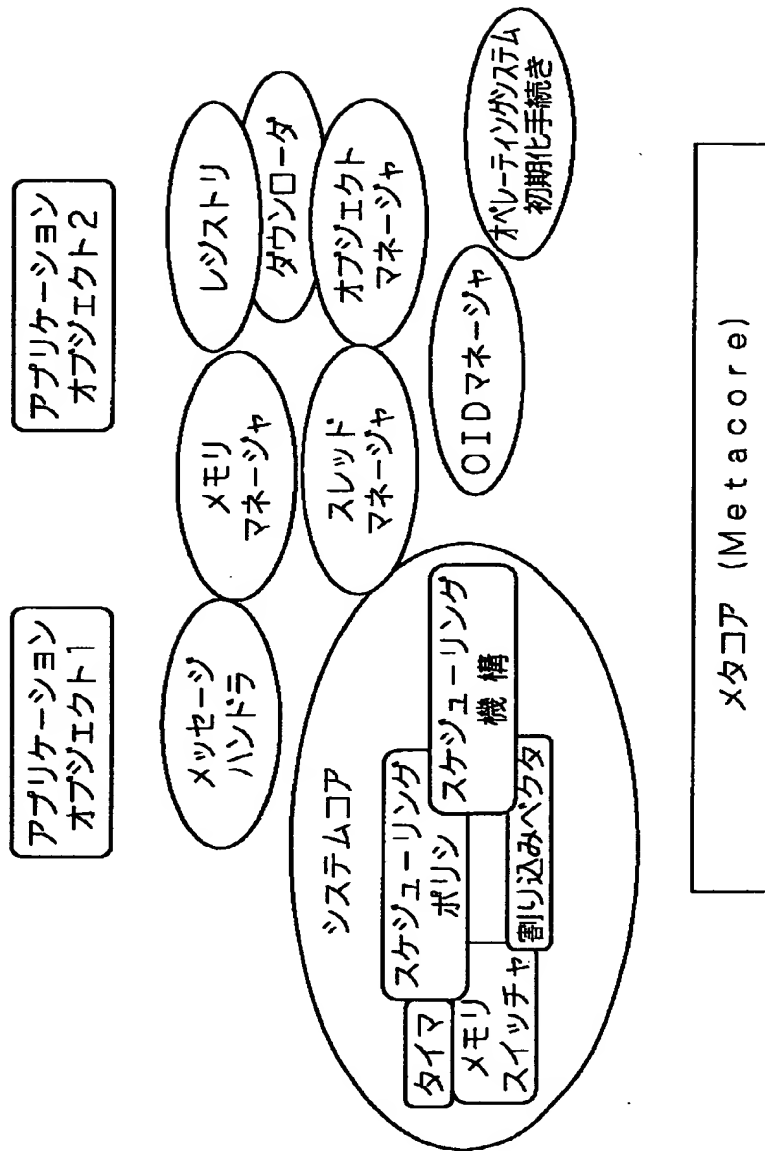 アプリケーション
オブジェクト1
アプリケーション
オブジェクト2
メッセージ
ハンドラ
メモリ
マネージャ
レジストリ
ダウンローダ
スレッド
マネージャ
オブジェクト
マネージャ
OIDマネージャ
オペレーティングシステム
初期化手続き
システムコア
タイマ
スケジューリング
ポリシ
メモリ
スイッチャ
スケジューリング
機構
割り込みベクタ
メタコア (Metacore)